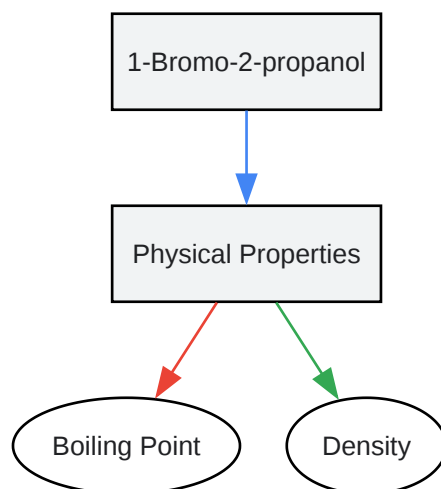 1-Bromo-2-propanol
Physical Properties
Boiling Point
Density